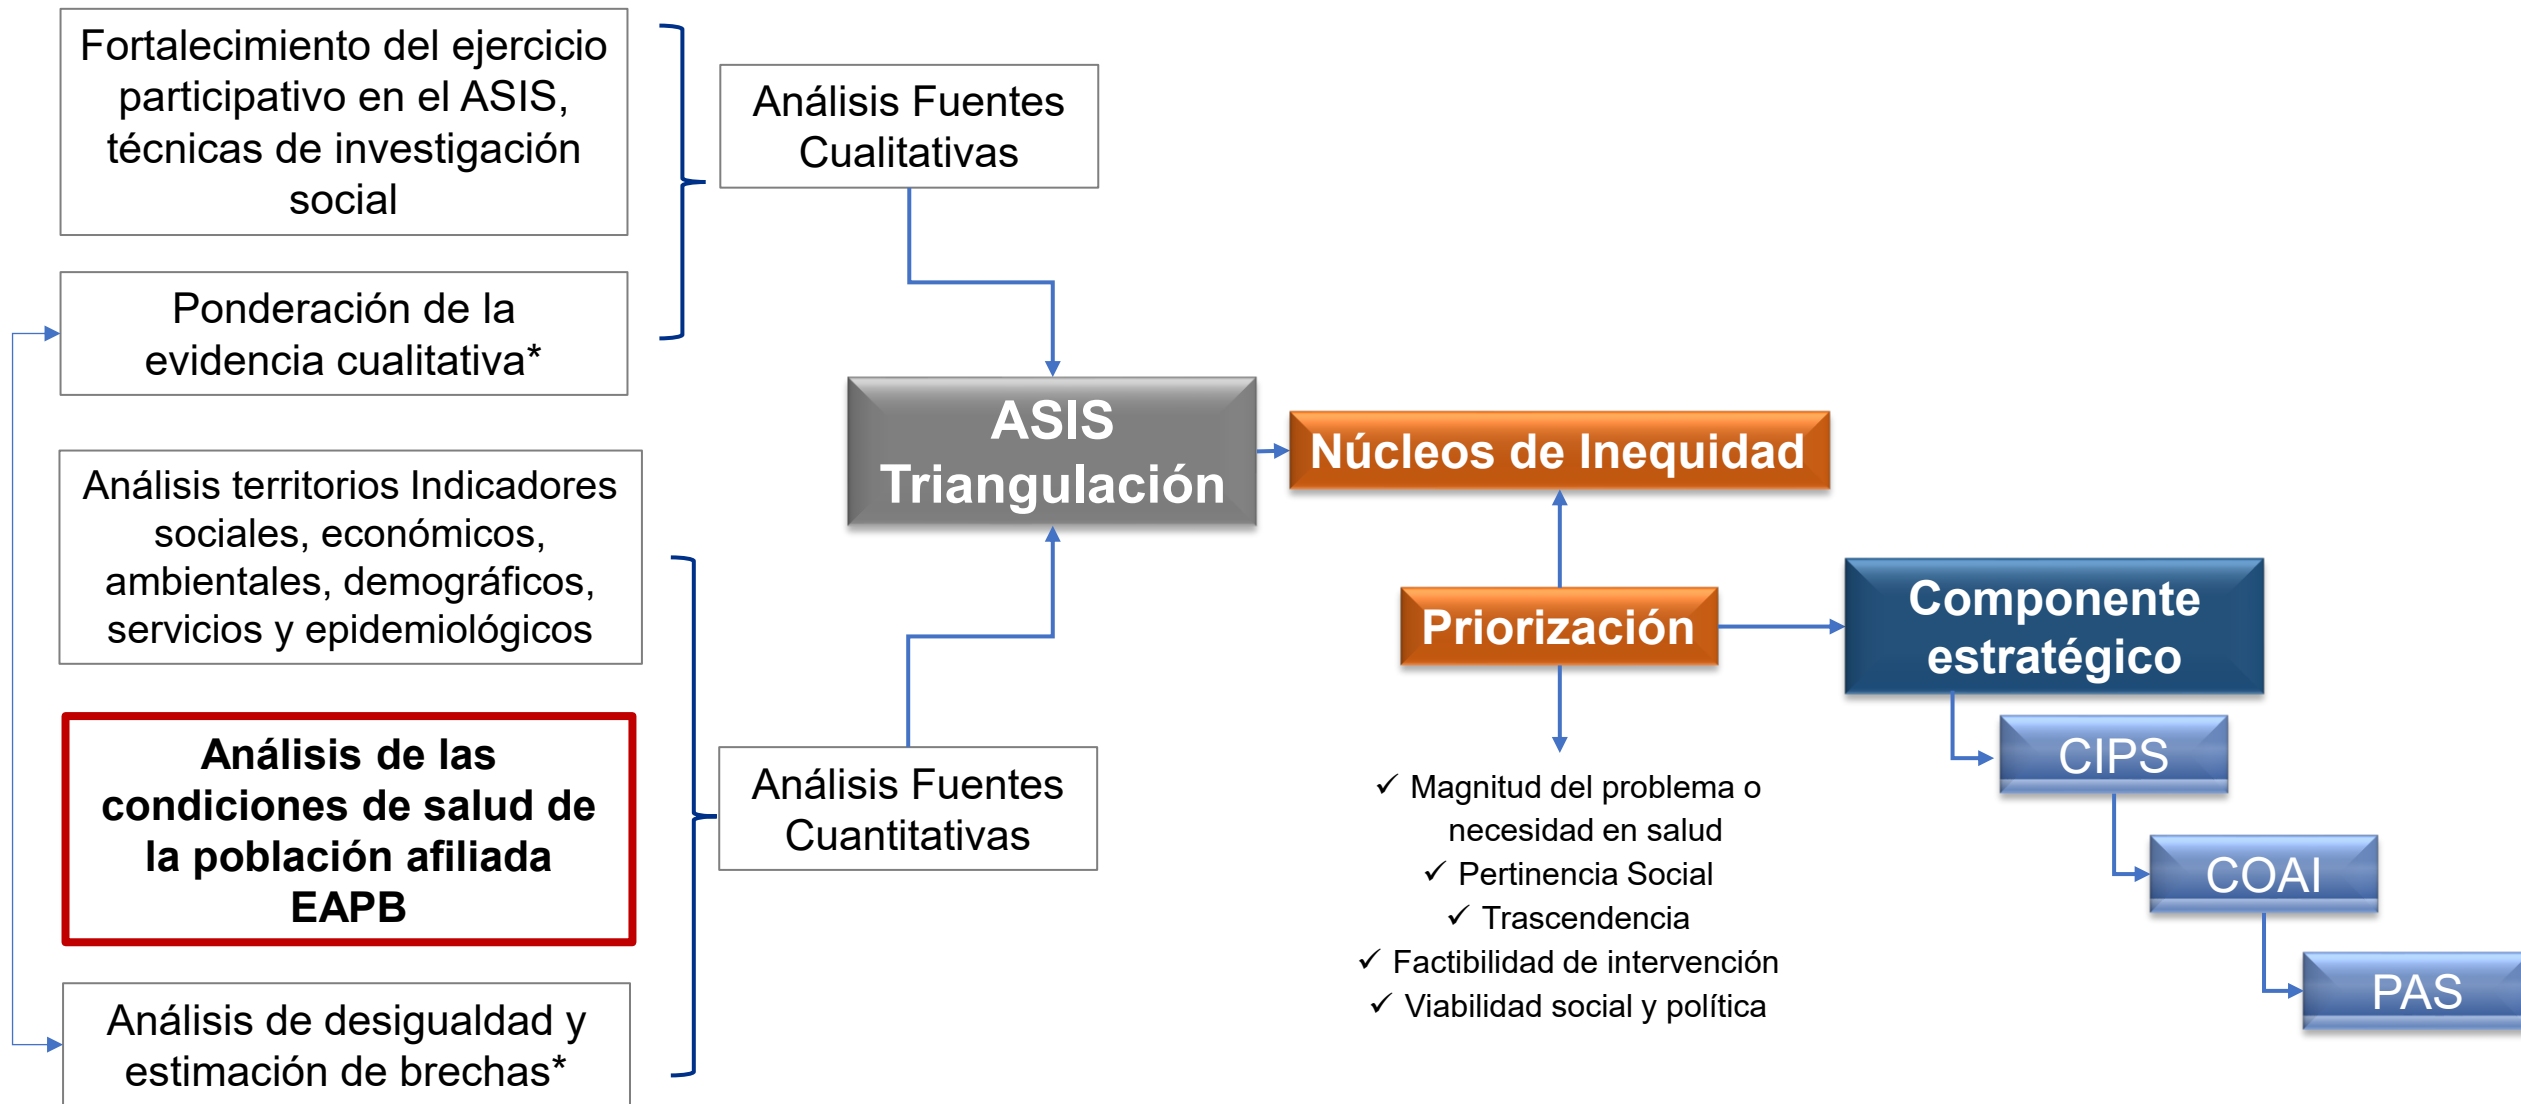 Fortalecimiento del ejercicio
participativo en el ASIS,
técnicas de investigación
social
Ponderación de la
evidencia cualitativa*
Análisis territorios Indicadores
sociales, económicos,
ambientales, demográficos,
servicios y epidemiológicos
Análisis de las
condiciones de salud de
la población afiliada
EAPB
Análisis de desigualdad y
estimación de brechas*
Análisis Fuentes
Cualitativas
Análisis Fuentes
Cuantitativas
ASIS
Triangulación
Núcleos de Inequidad
Priorización
✓ Magnitud del problema o
necesidad en salud
✓ Pertinencia Social
✓ Trascendencia
✓ Factibilidad de intervención
✓ Viabilidad social y política
Componente
estratégico
CIPS
COAI
PAS